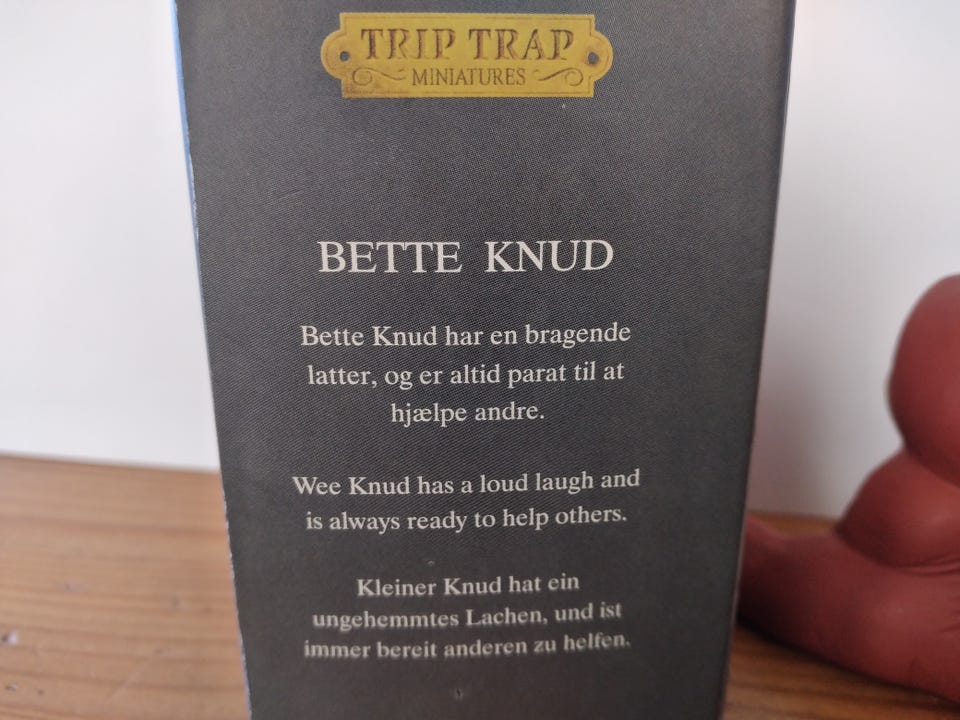 TRIP TRAP
MINIATURES
BETTE KNUD
Bette Knud har en bragende
latter, og er altid parat til at
hjælpe andre.
Wee Knud has a loud laugh and
is always ready to help others.
Kleiner Knud hat ein
ungehemmtes Lachen, und ist
immer bereit anderen zu helfen.